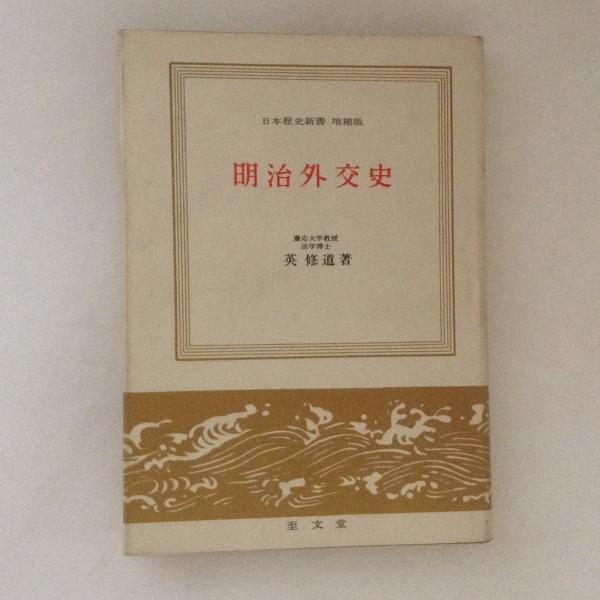 日本歴史新書 増補版
明治外交史
慶応大学教授
法学博士
英修道著
至文堂